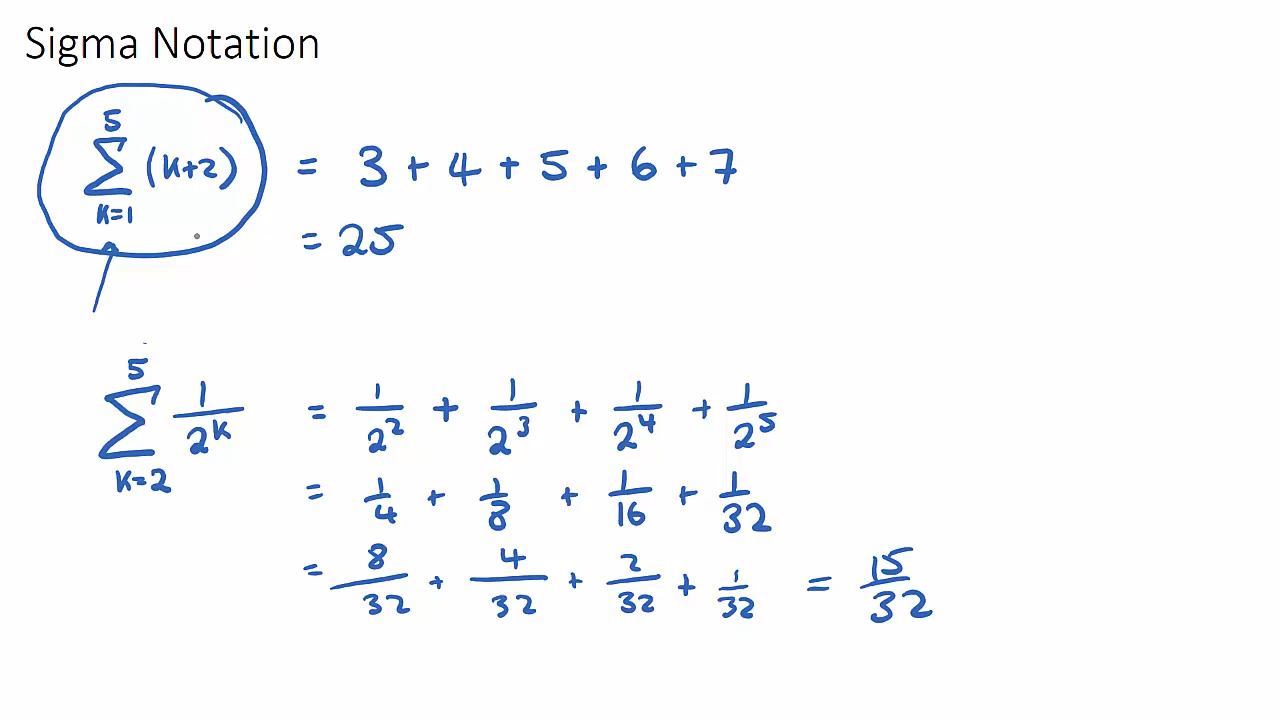 Sigma Notation
5
∑ (k+2) = 3 + 4 + 5 + 6 + 7
k=1
= 25
5
∑ 1/2^k = 1/2^2 + 1/2^3 + 1/2^4 + 1/2^5
k=2
= 1/4 + 1/8 + 1/16 + 1/32
= 8/32 + 4/32 + 2/32 + 1/32 = 15/32